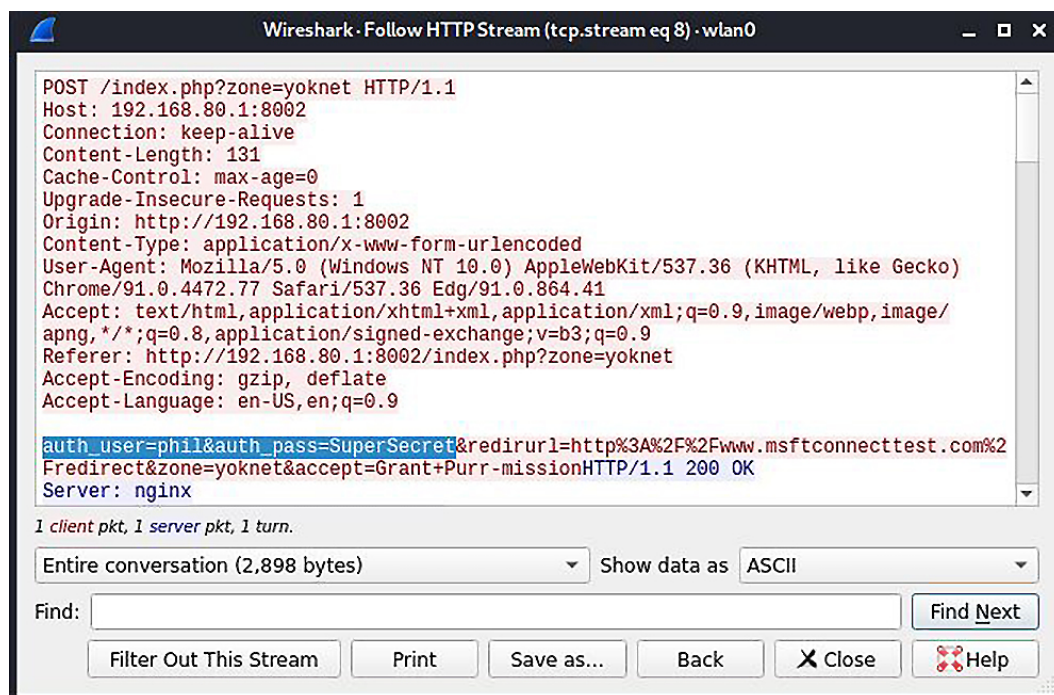 Wireshark · Follow HTTP Stream (tcp.stream eq 8) · wlan0
POST /index.php?zone=yoknet HTTP/1.1
Host: 192.168.80.1:8002
Connection: keep-alive
Content-Length: 131
Cache-Control: max-age=0
Upgrade-Insecure-Requests: 1
Origin: http://192.168.80.1:8002
Content-Type: application/x-www-form-urlencoded
User-Agent: Mozilla/5.0 (Windows NT 10.0) AppleWebKit/537.36 (KHTML, like Gecko)
Chrome/91.0.4472.77 Safari/537.36 Edg/91.0.864.41
Accept: text/html,application/xhtml+xml,application/xml;q=0.9,image/webp,image/
apng,*/*;q=0.8,application/signed-exchange;v=b3;q=0.9
Referer: http://192.168.80.1:8002/index.php?zone=yoknet
Accept-Encoding: gzip, deflate
Accept-Language: en-US,en;q=0.9
auth_user=phil&auth_pass=SuperSecret&redirurl=http%3A%2F%2Fwww.msftconnecttest.com%2
Fredirect&zone=yoknet&accept=Grant+Purr-missionHTTP/1.1 200 OK
Server: nginx
1 client pkt, 1 server pkt, 1 turn.
Entire conversation (2,898 bytes) Show data as ASCII
Find: Find Next
Filter Out This Stream Print Save as... Back Close Help